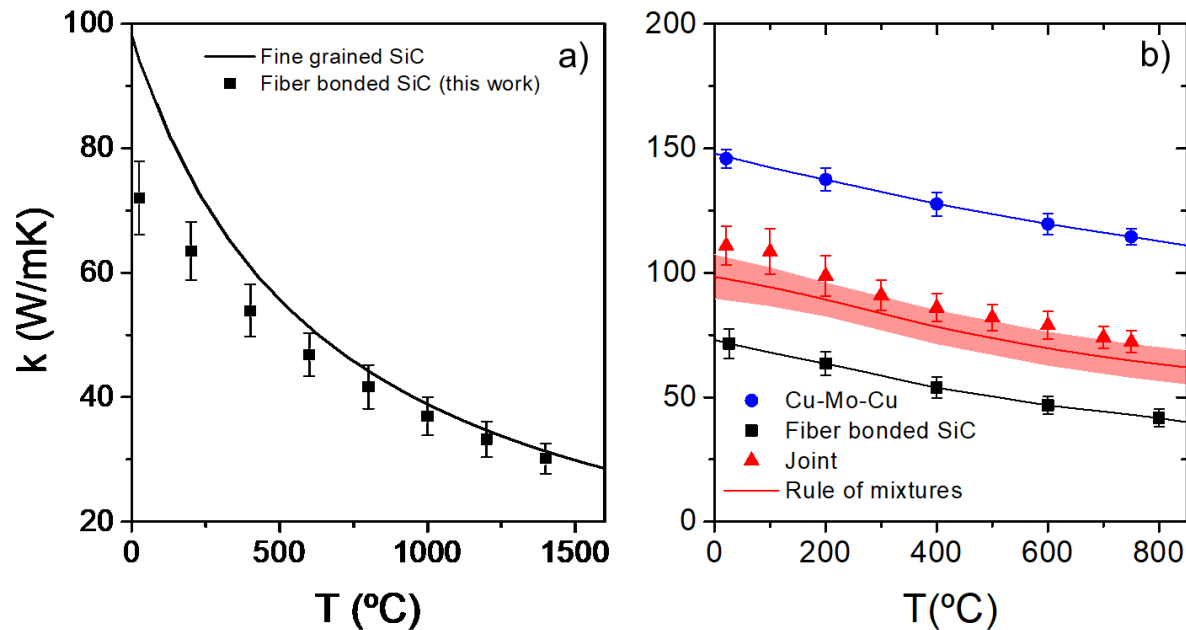 100
80
60
40
20
k (W/mK)
0
500
1000
1500
T (ºC)
Fine grained SiC
Fiber bonded SiC (this work)
a)
200
150
100
50
0
0
200
400
600
800
T(ºC)
b)
Cu-Mo-Cu
Fiber bonded SiC
Joint
Rule of mixtures